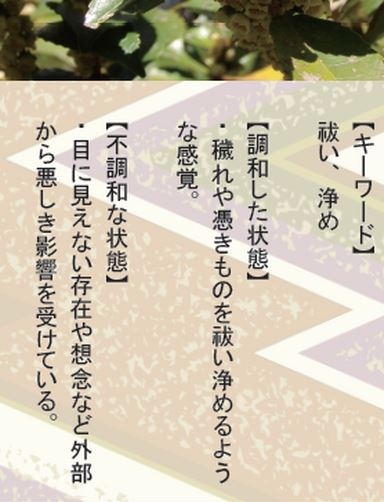 【キーワード】
祓い、浄め
【調和した状態】
・穢れや憑きものを祓い浄めるよう
な感覚。
【不調和な状態】
・目に見えない存在や想念など外部
から悪しき影響を受けている。